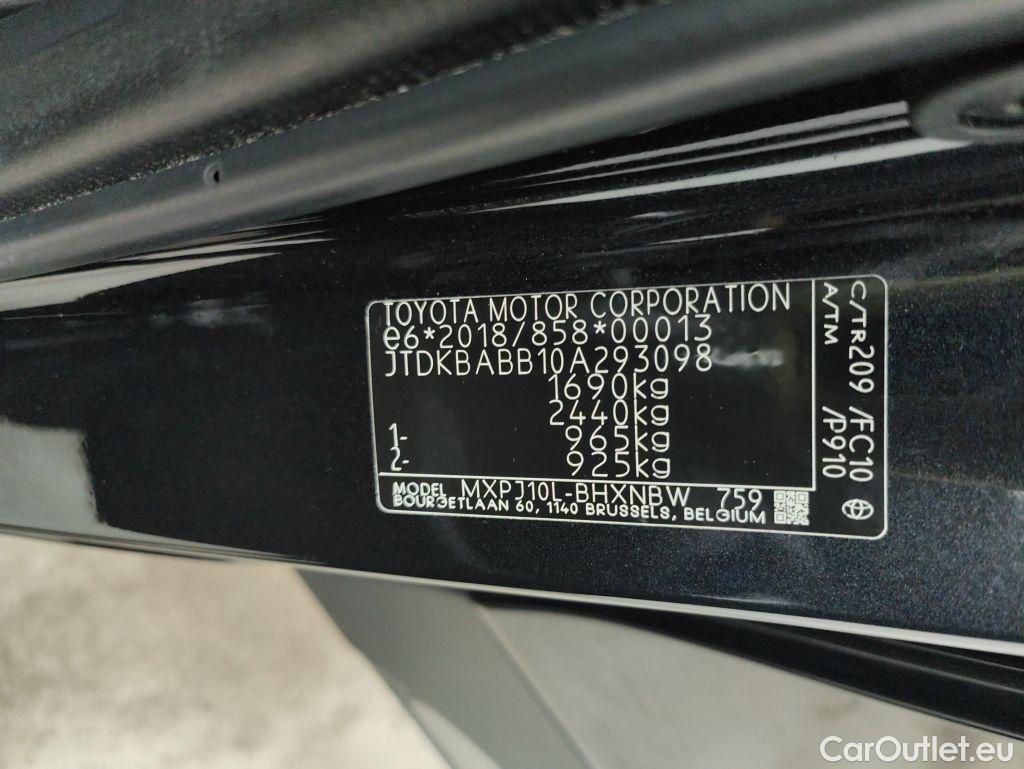 TOYOTA MOTOR CORPORATION
e6*2018/858*00013
JTDKBABB10A293098
1690kg
2440kg
1- 965kg
2- 925kg
MODEL MXPJ10L-BHXNBW 759
BOURGETLAAN 60, 1140 BRUSSELS, BELGIUM
C/TR209 /FC10
A/TM /P910
CarOutlet.eu